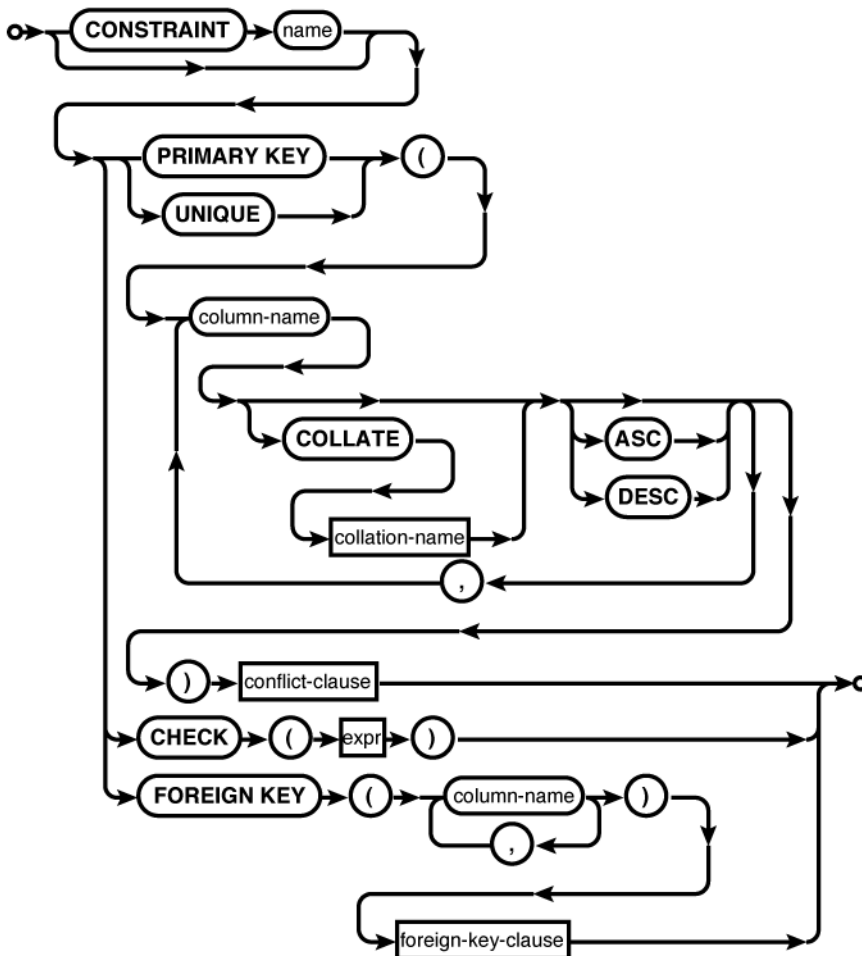 CONSTRAINT name
PRIMARY KEY (
UNIQUE
column-name
COLLATE ASC
DESC
collation-name
,
) conflict-clause
CHECK ( expr )
FOREIGN KEY ( column-name )
,
foreign-key-clause